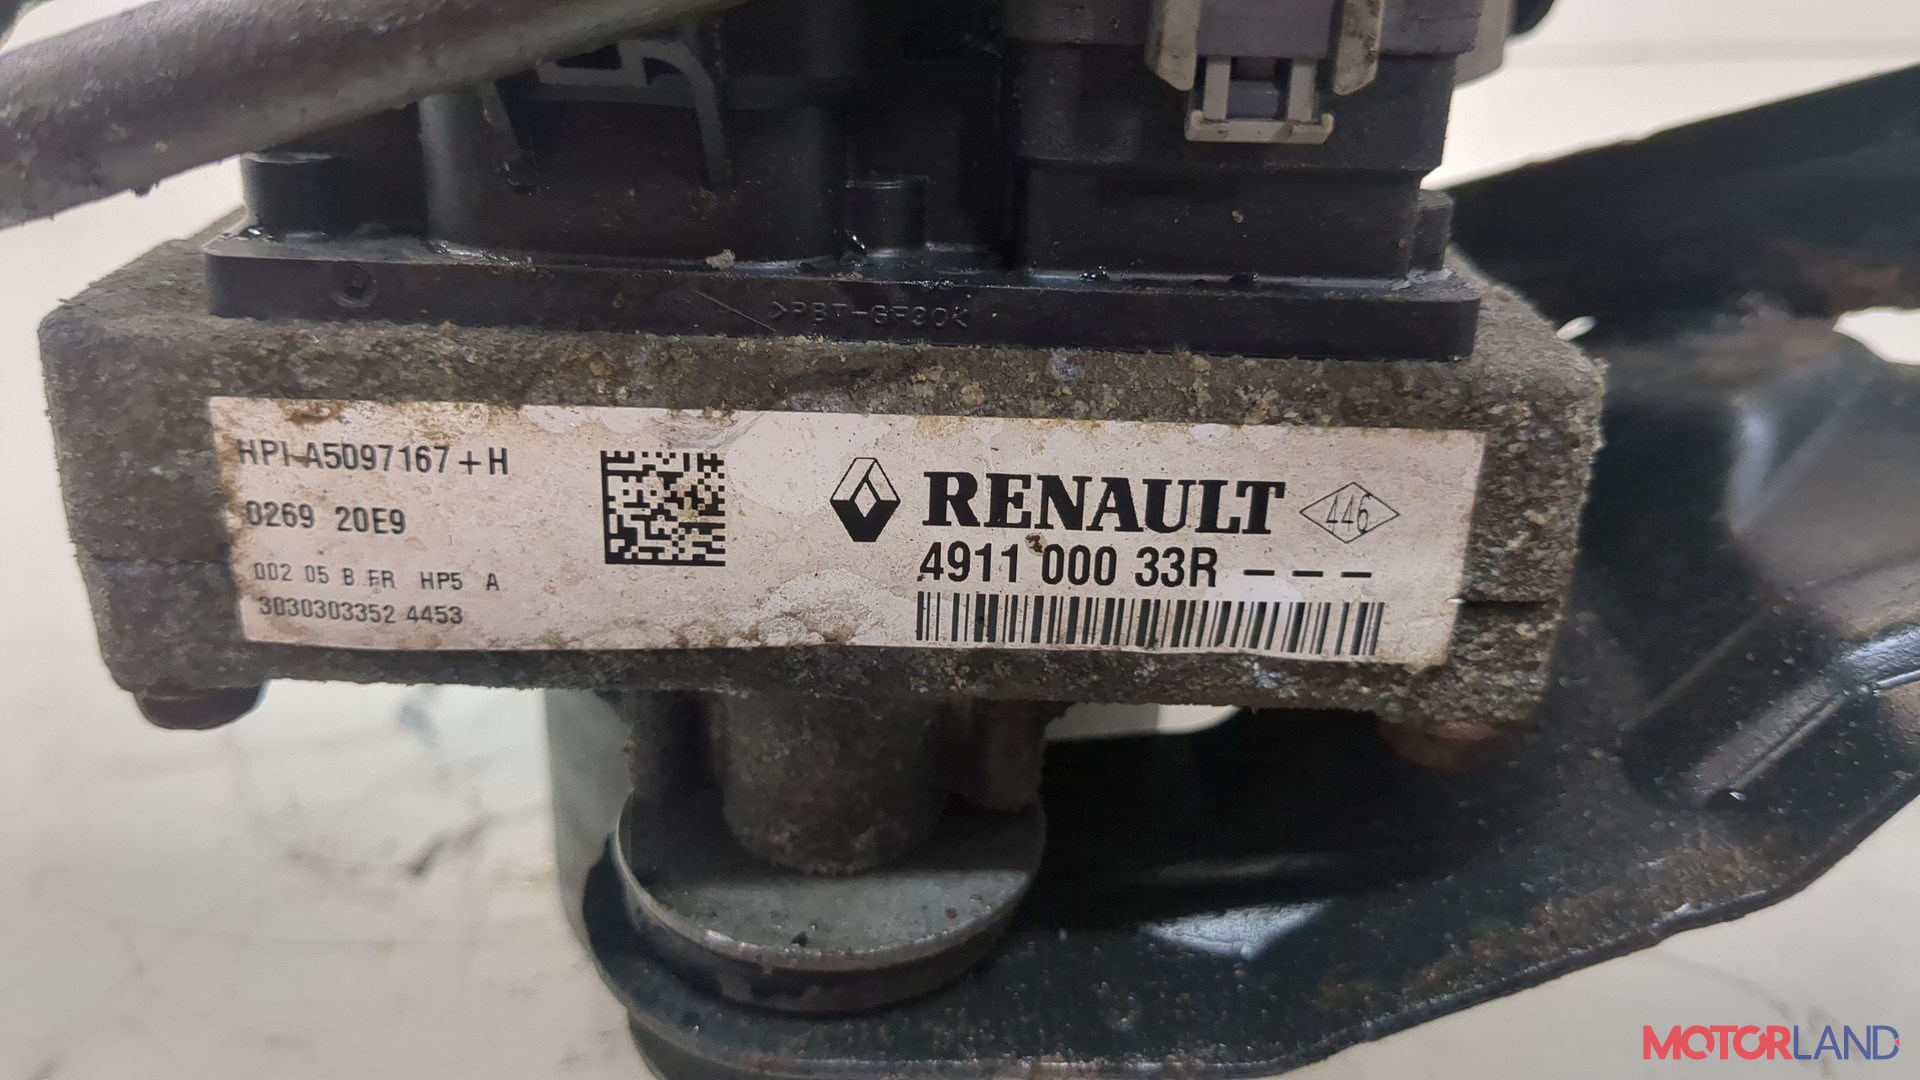 >PBT-GF30<
HPI A5097167+H
0269 20E9
002 05 B FR HP5 A
3030303352 4453
RENAULT 446
4911 000 33R ---
MOTORLAND